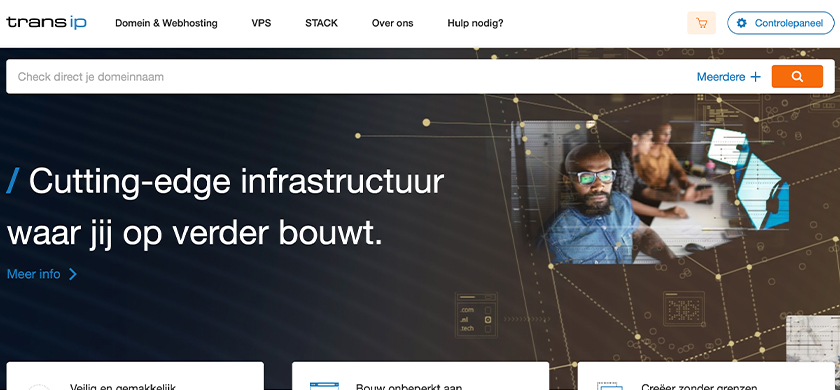 trans ip
Domein & Webhosting
VPS
STACK
Over ons
Hulp nodig?
Controlepaneel
Check direct je domeinnaam
Meerdere +
/ Cutting-edge infrastructuur
waar jij op verder bouwt.
Meer info
.com
.nl
.tech
Veilig en gemakkelijk
Bouw onbeperkt aan
Creëer zonder grenzen